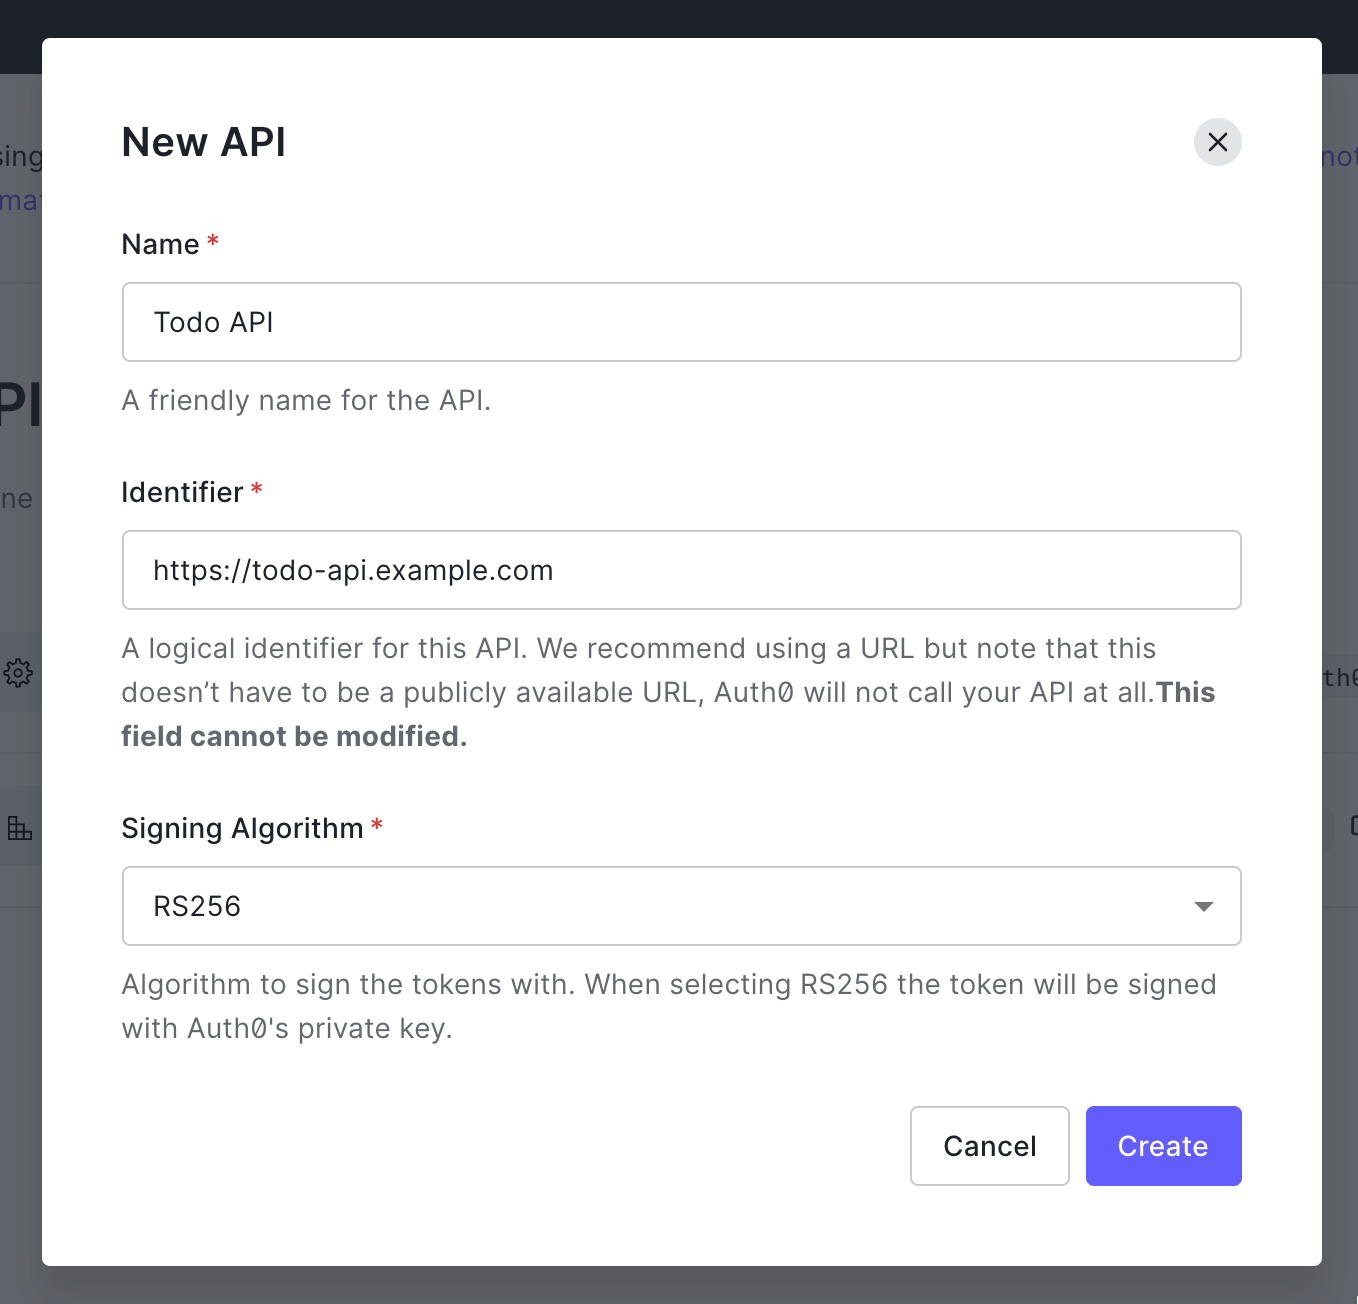 New API
Name *
Todo API
A friendly name for the API.
Identifier *
https://todo-api.example.com
A logical identifier for this API. We recommend using a URL but note that this
doesn’t have to be a publicly available URL, Auth0 will not call your API at all.This
field cannot be modified.
Signing Algorithm *
RS256
Algorithm to sign the tokens with. When selecting RS256 the token will be signed
with Auth0's private key.
Cancel
Create